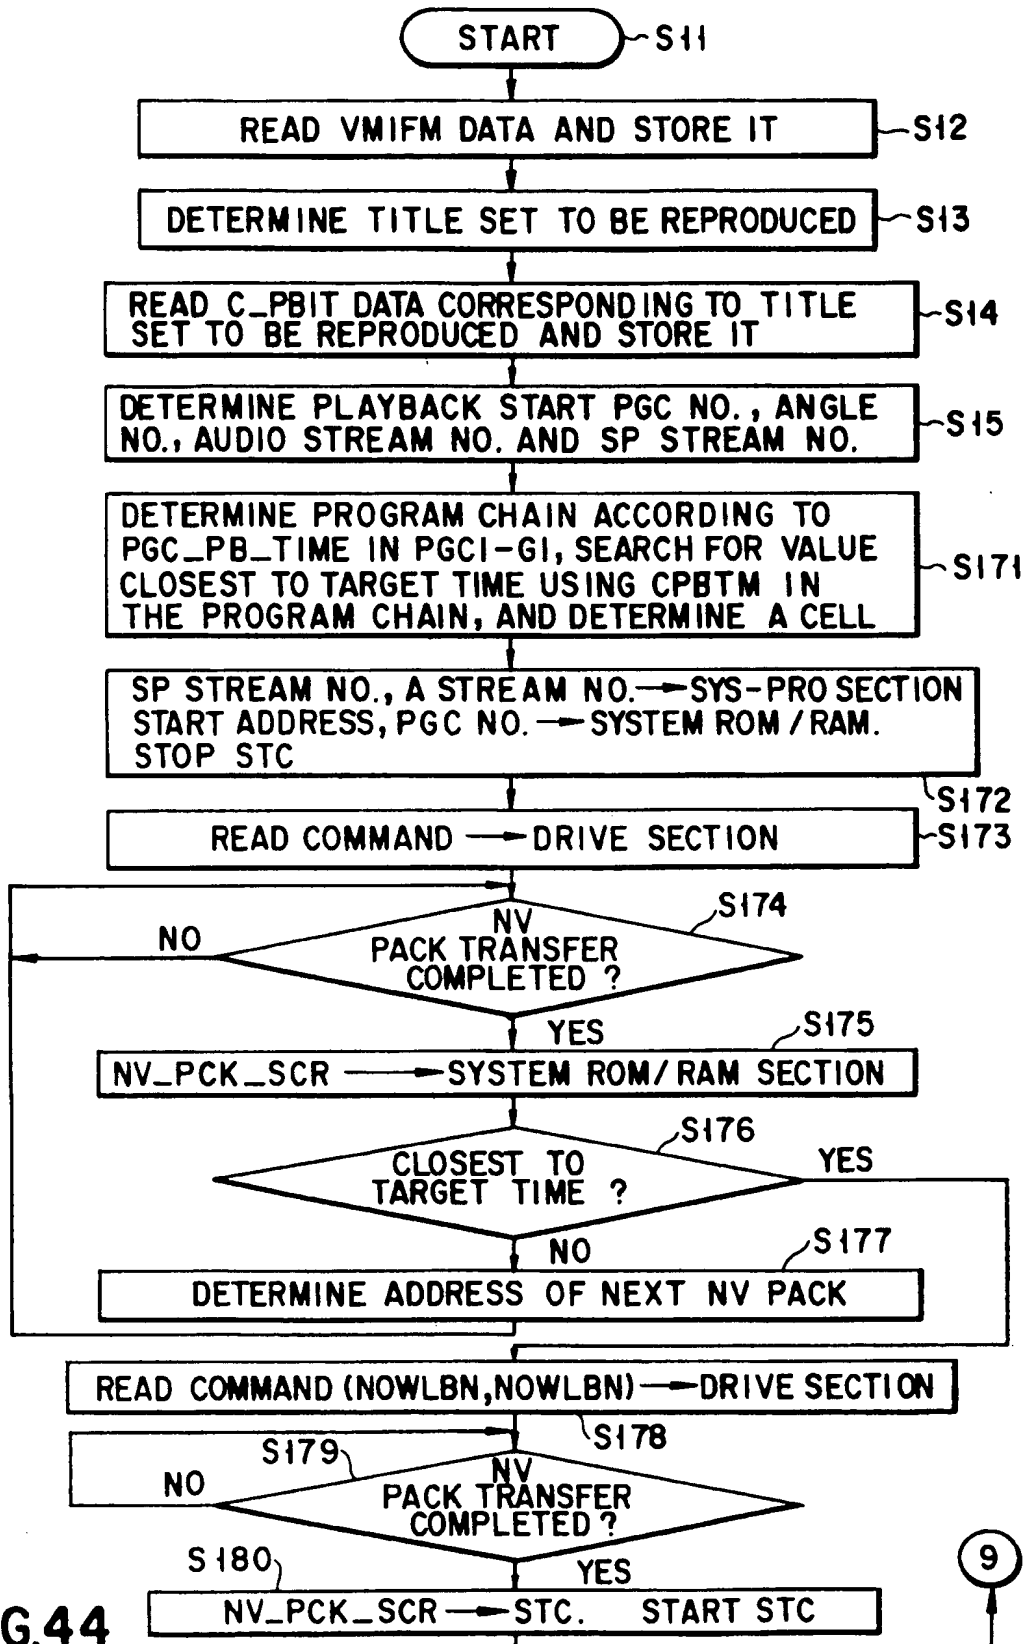 START
S11
READ VMIFM DATA AND STORE IT
S12
DETERMINE TITLE SET TO BE REPRODUCED
S13
READ C_PBIT DATA CORRESPONDING TO TITLE
SET TO BE REPRODUCED AND STORE IT
S14
DETERMINE PLAYBACK START PGC NO., ANGLE
NO., AUDIO STREAM NO. AND SP STREAM NO.
S15
DETERMINE PROGRAM CHAIN ACCORDING TO
PGC_PB_TIME IN PGCI-GI, SEARCH FOR VALUE
CLOSEST TO TARGET TIME USING CPBTM IN
THE PROGRAM CHAIN, AND DETERMINE A CELL
S171
SP STREAM NO., A STREAM NO.→SYS-PRO SECTION
START ADDRESS, PGC NO.→SYSTEM ROM/RAM.
STOP STC
S172
READ COMMAND→DRIVE SECTION
S173
S174
NV
PACK TRANSFER
COMPLETED ?
NO
YES
S175
NV_PCK_SCR→SYSTEM ROM/RAM SECTION
S176
CLOSEST TO
TARGET TIME ?
YES
NO
S177
DETERMINE ADDRESS OF NEXT NV PACK
READ COMMAND (NOWLBN,NOWLBN)→DRIVE SECTION
S178
S179
NV
PACK TRANSFER
COMPLETED ?
NO
YES
S180
NV_PCK_SCR→STC. START STC
9
G.44